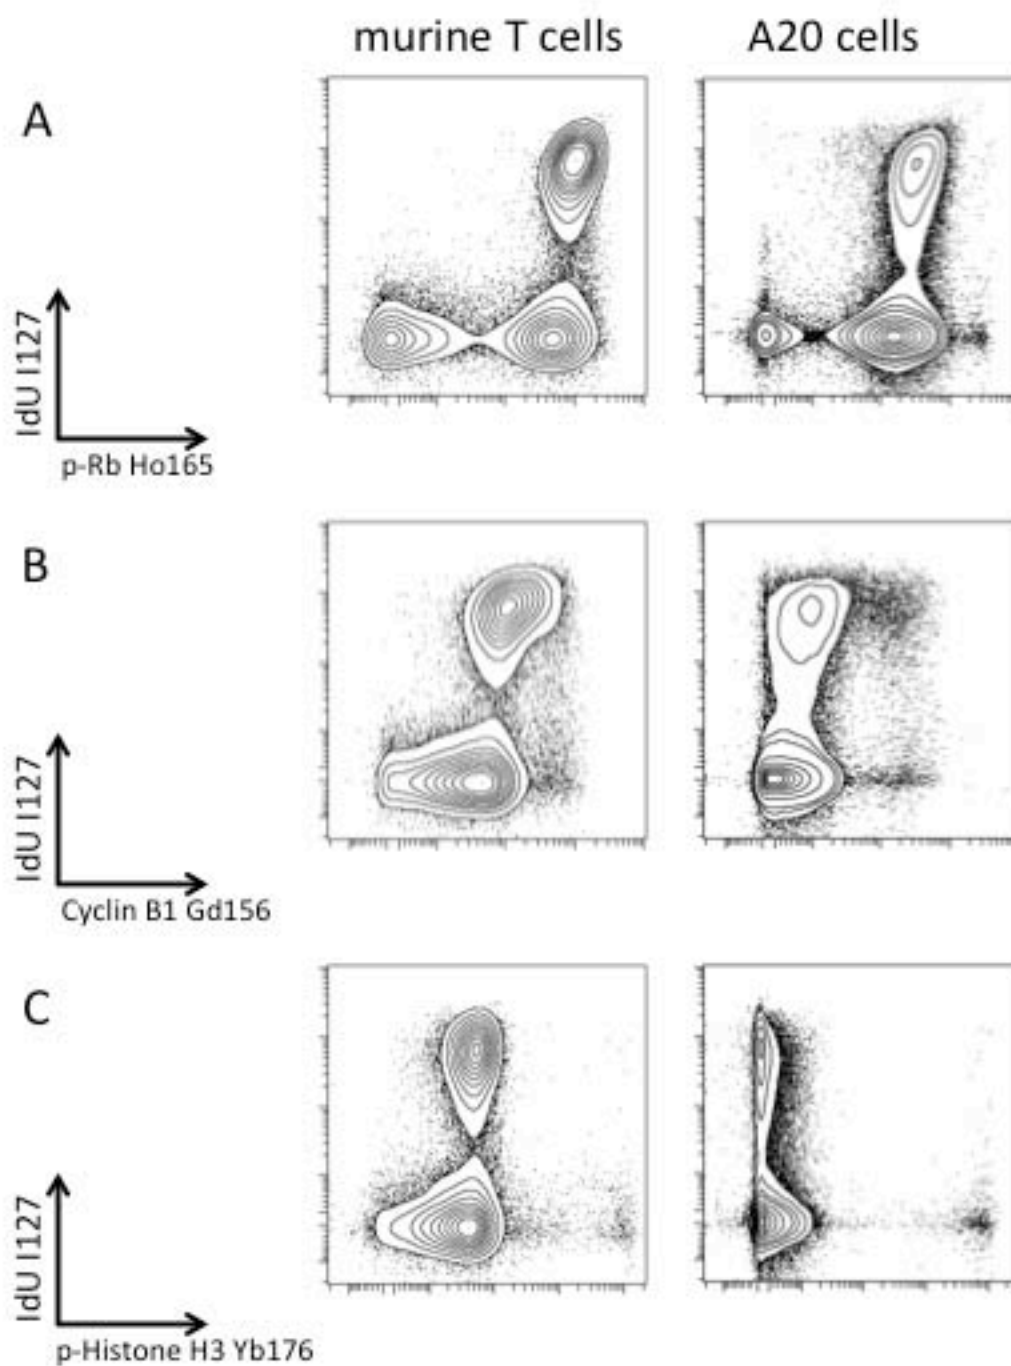 murine T cells A20 cells
A
IdU I127
p-Rb Ho165
B
IdU I127
Cyclin B1 Gd156
C
IdU I127
p-Histone H3 Yb176